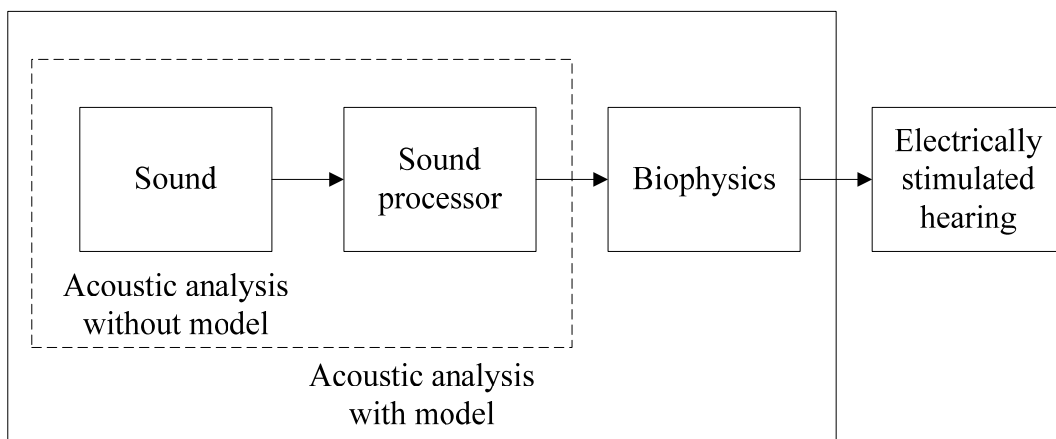 Sound
Sound
processor
Biophysics
Electrically
stimulated
hearing
Acoustic analysis
without model
Acoustic analysis
with model